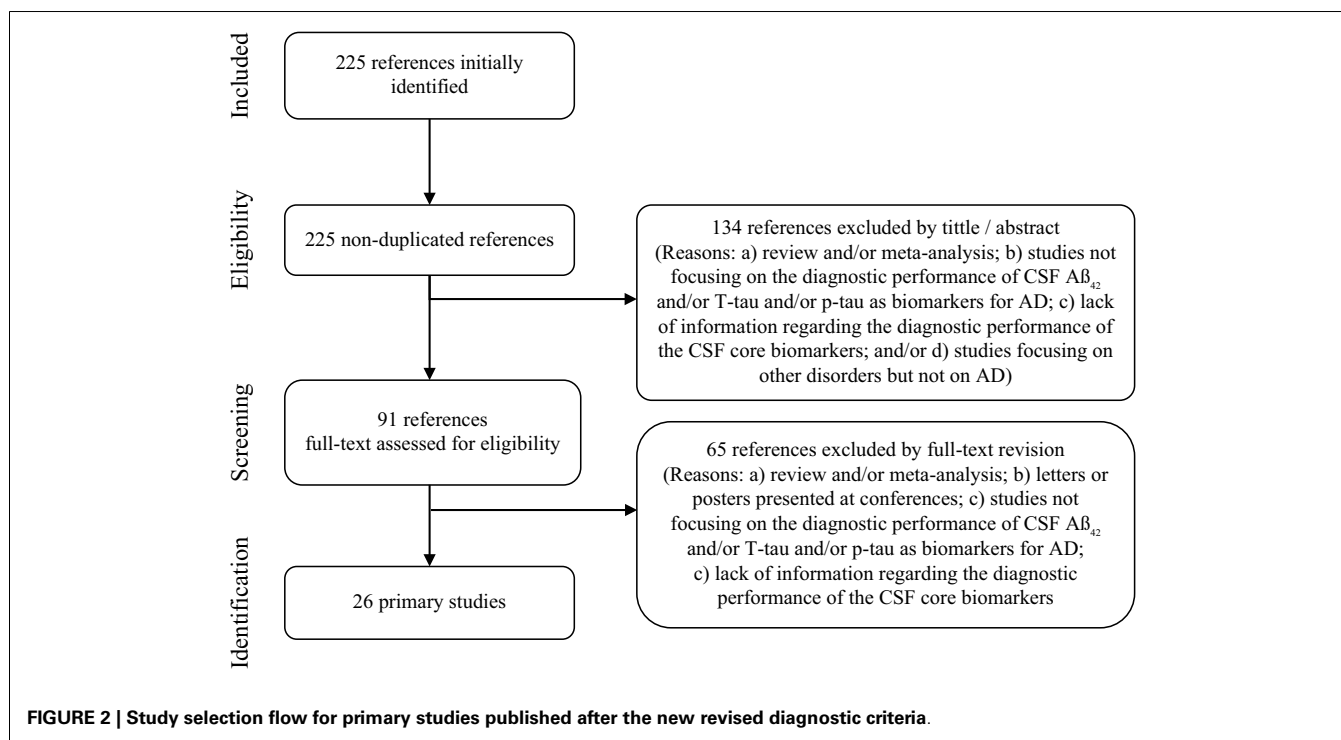 Included
225 references initially
identified
Eligibility
225 non-duplicated references
134 references excluded by tittle / abstract
(Reasons: a) review and/or meta-analysis; b) studies not
focusing on the diagnostic performance of CSF Aß₄₂
and/or T-tau and/or p-tau as biomarkers for AD; c) lack
of information regarding the diagnostic performance of
the CSF core biomarkers; and/or d) studies focusing on
other disorders but not on AD)
Screening
91 references
full-text assessed for eligibility
65 references excluded by full-text revision
(Reasons: a) review and/or meta-analysis; b) letters or
posters presented at conferences; c) studies not
focusing on the diagnostic performance of CSF Aß₄₂
and/or T-tau and/or p-tau as biomarkers for AD;
c) lack of information regarding the diagnostic
performance of the CSF core biomarkers
Identification
26 primary studies
FIGURE 2 | Study selection flow for primary studies published after the new revised diagnostic criteria.